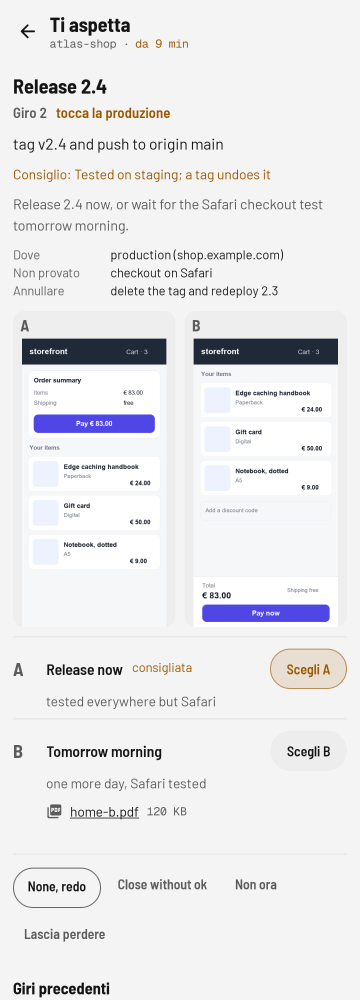 Ti aspetta
atlas-shop · da 9 min
Release 2.4
Giro 2 tocca la produzione
tag v2.4 and push to origin main
Consiglio: Tested on staging; a tag undoes it
Release 2.4 now, or wait for the Safari checkout test
tomorrow morning.
Dove production (shop.example.com)
Non provato checkout on Safari
Annullare delete the tag and redeploy 2.3
A
storefront Cart · 3
Order summary
Items € 83.00
Shipping free
Pay € 83.00
Your items
Edge caching handbook
Paperback
€ 24.00
Gift card
Digital
€ 50.00
Notebook, dotted
A5
€ 9.00
B
storefront Cart · 3
Your items
Edge caching handbook
Paperback
€ 24.00
Gift card
Digital
€ 50.00
Notebook, dotted
A5
€ 9.00
Add a discount code
Total
€ 83.00 Shipping free
Pay now
A Release now consigliata Scegli A
tested everywhere but Safari
B Tomorrow morning Scegli B
one more day, Safari tested
PDF home-b.pdf 120 KB
None, redo Close without ok Non ora
Lascia perdere
Giri precedenti